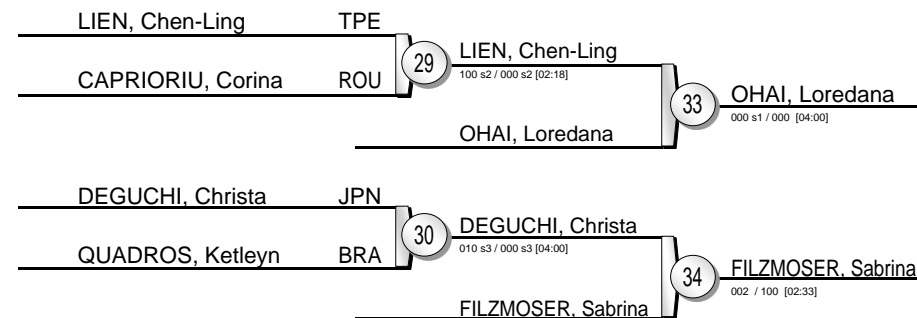 LIEN, Chen-Ling TPE
29
LIEN, Chen-Ling
100 s2 / 000 s2 [02:18]
CAPRIORIU, Corina ROU
33
OHAI, Loredana
000 s1 / 000 [04:00]
OHAI, Loredana
DEGUCHI, Christa JPN
30
DEGUCHI, Christa
010 s3 / 000 s3 [04:00]
QUADROS, Ketleyn BRA
34
FILZMOSER, Sabrina
002 / 100 [02:33]
FILZMOSER, Sabrina